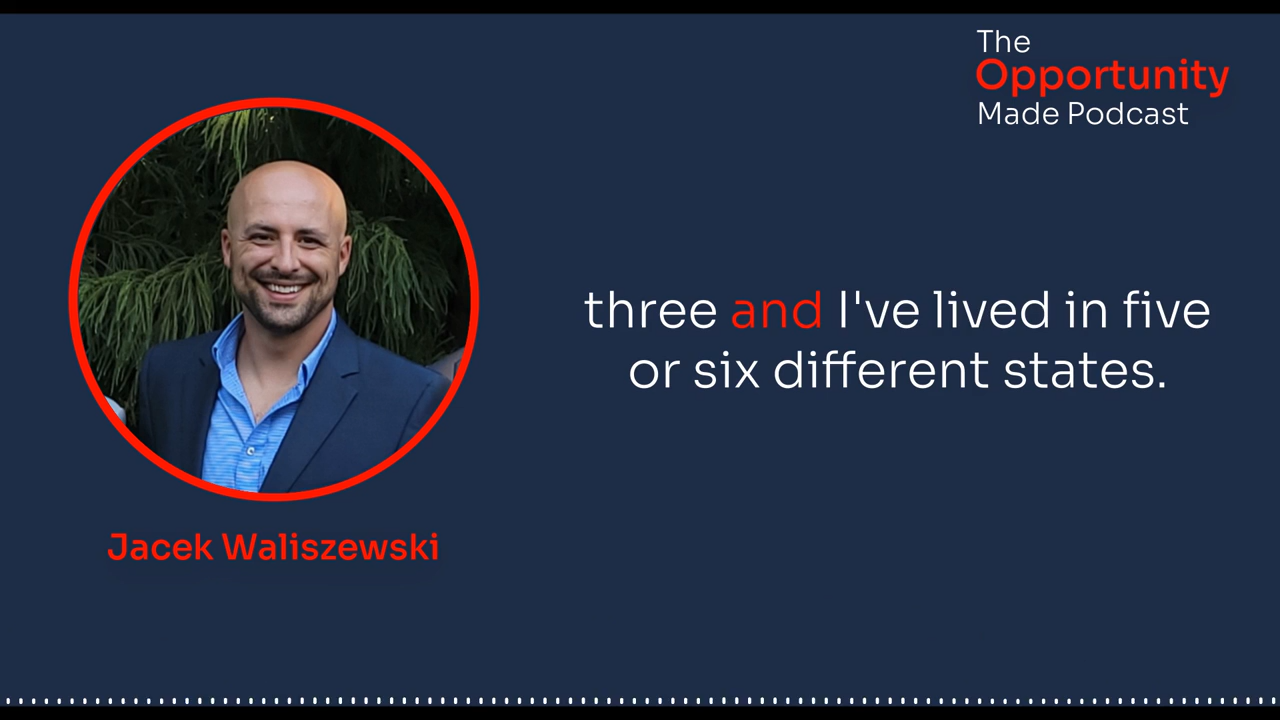 The
Opportunity
Made Podcast
three and I've lived in five
or six different states.
Jacek Waliszewski